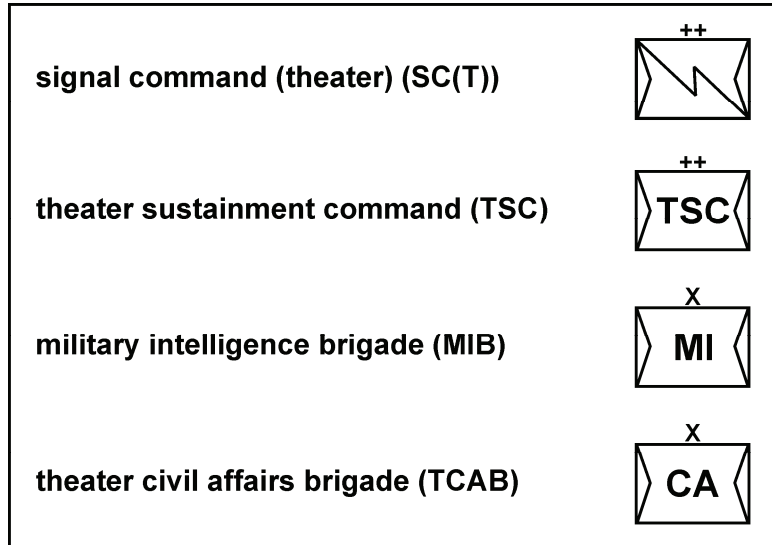 signal command (theater) (SC(T))
++
theater sustainment command (TSC)
++
TSC
military intelligence brigade (MIB)
X
MI
theater civil affairs brigade (TCAB)
X
CA